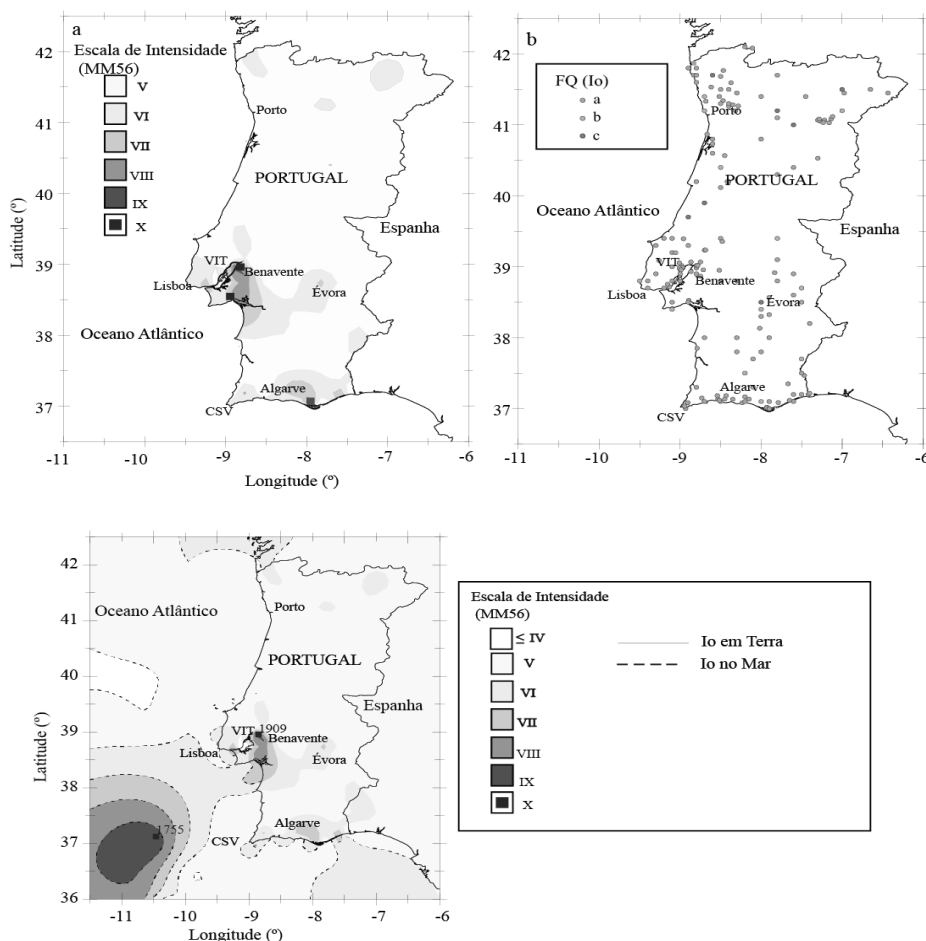 a
Escala de Intensidade
(MM56)
V
VI
VII
VIII
IX
X
42
41
40
39
38
37
Latitude (º)
Porto
PORTUGAL
Espanha
VIT
Benavente
Lisboa
Évora
Oceano Atlântico
Algarve
CSV
-11
-10
-9
-8
-7
-6
Longitude (º)
b
FQ (Io)
a
b
c
42
41
40
39
38
37
Porto
PORTUGAL
Oceano Atlântico
Espanha
VIT
Benavente
Lisboa
Évora
Algarve
CSV
-11
-10
-9
-8
-7
-6
Longitude (º)
42
41
40
39
38
37
36
Latitude (º)
Oceano Atlântico
Porto
PORTUGAL
Espanha
VIT
1909
Benavente
Lisboa
Évora
1755
CSV
Algarve
-11
-10
-9
-8
-7
Longitude (º)
Escala de Intensidade
(MM56)
≤ IV
V
VI
VII
VIII
IX
X
Io em Terra
Io no Mar